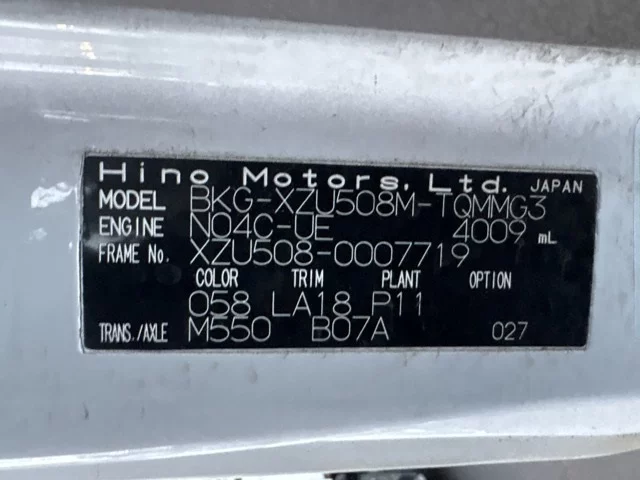 Hino Motors, Ltd. JAPAN
MODEL BKG-XZU508M-TQMMG3
ENGINE N04C-UE 4009 mL
FRAME No. XZU508-0007719
COLOR TRIM PLANT OPTION
058 LA18 P11
TRANS./AXLE M550 B07A 027